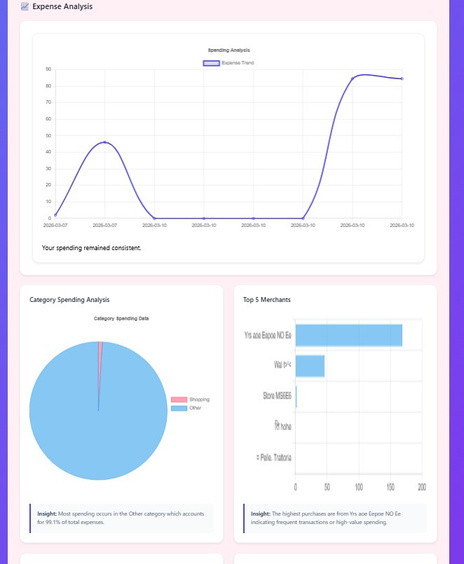 Expense Analysis
Spending Analysis
Expense Trend
90
80
70
60
50
40
30
20
10
0
2026-03-07 2026-03-07 2026-03-10 2026-03-10 2026-03-10 2026-03-10 2026-03-10 2026-03-10
Your spending remained consistent.
Category Spending Analysis
Category Spending Data
Shopping
Other
Insight: Most spending occurs in the Other category which accounts
for 99.1% of total expenses.
Top 5 Merchants
Yrs aoe Eepoe NO Ee
Store
= Pelle. Trattoria
0 50 100 150 200
Insight: The highest purchases are from Yrs aoe Eepoe NO Ee
indicating frequent transactions or high-value spending.